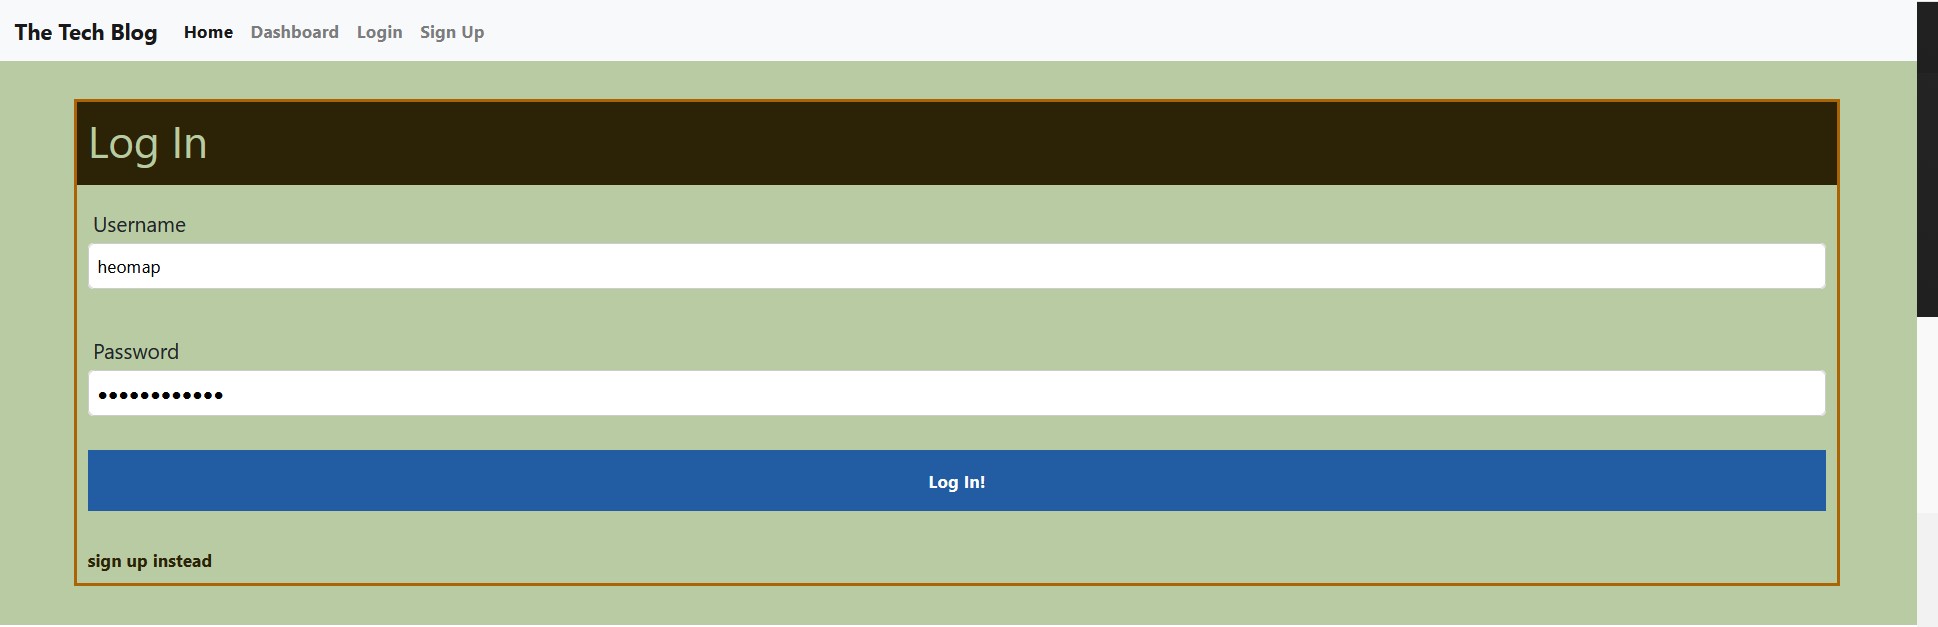 The Tech Blog Home Dashboard Login Sign Up
Log In
Username
heomap
Password
••••••••••••
Log In!
sign up instead